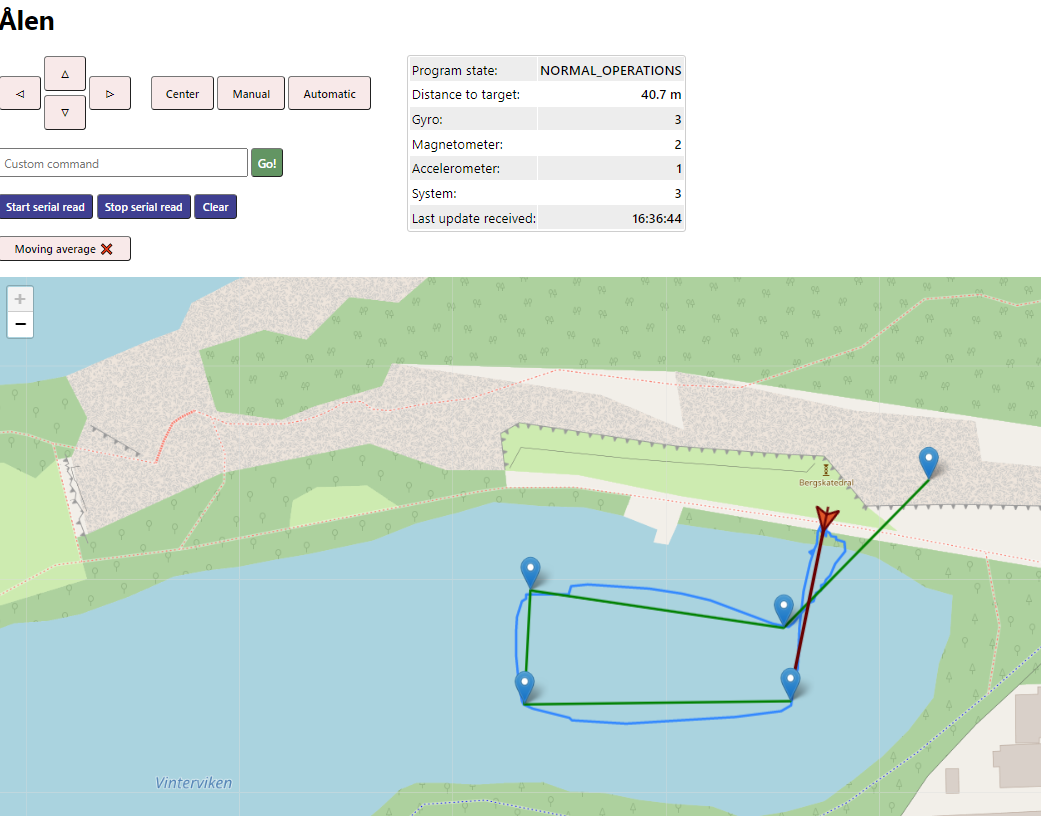 Ålen
Center Manual Automatic
Custom command Go!
Start serial read Stop serial read Clear
Moving average
Program state: NORMAL_OPERATIONS
Distance to target: 40.7 m
Gyro: 3
Magnetometer: 2
Accelerometer: 1
System: 3
Last update received: 16:36:44
+
−
Bergskatedral
Vinterviken